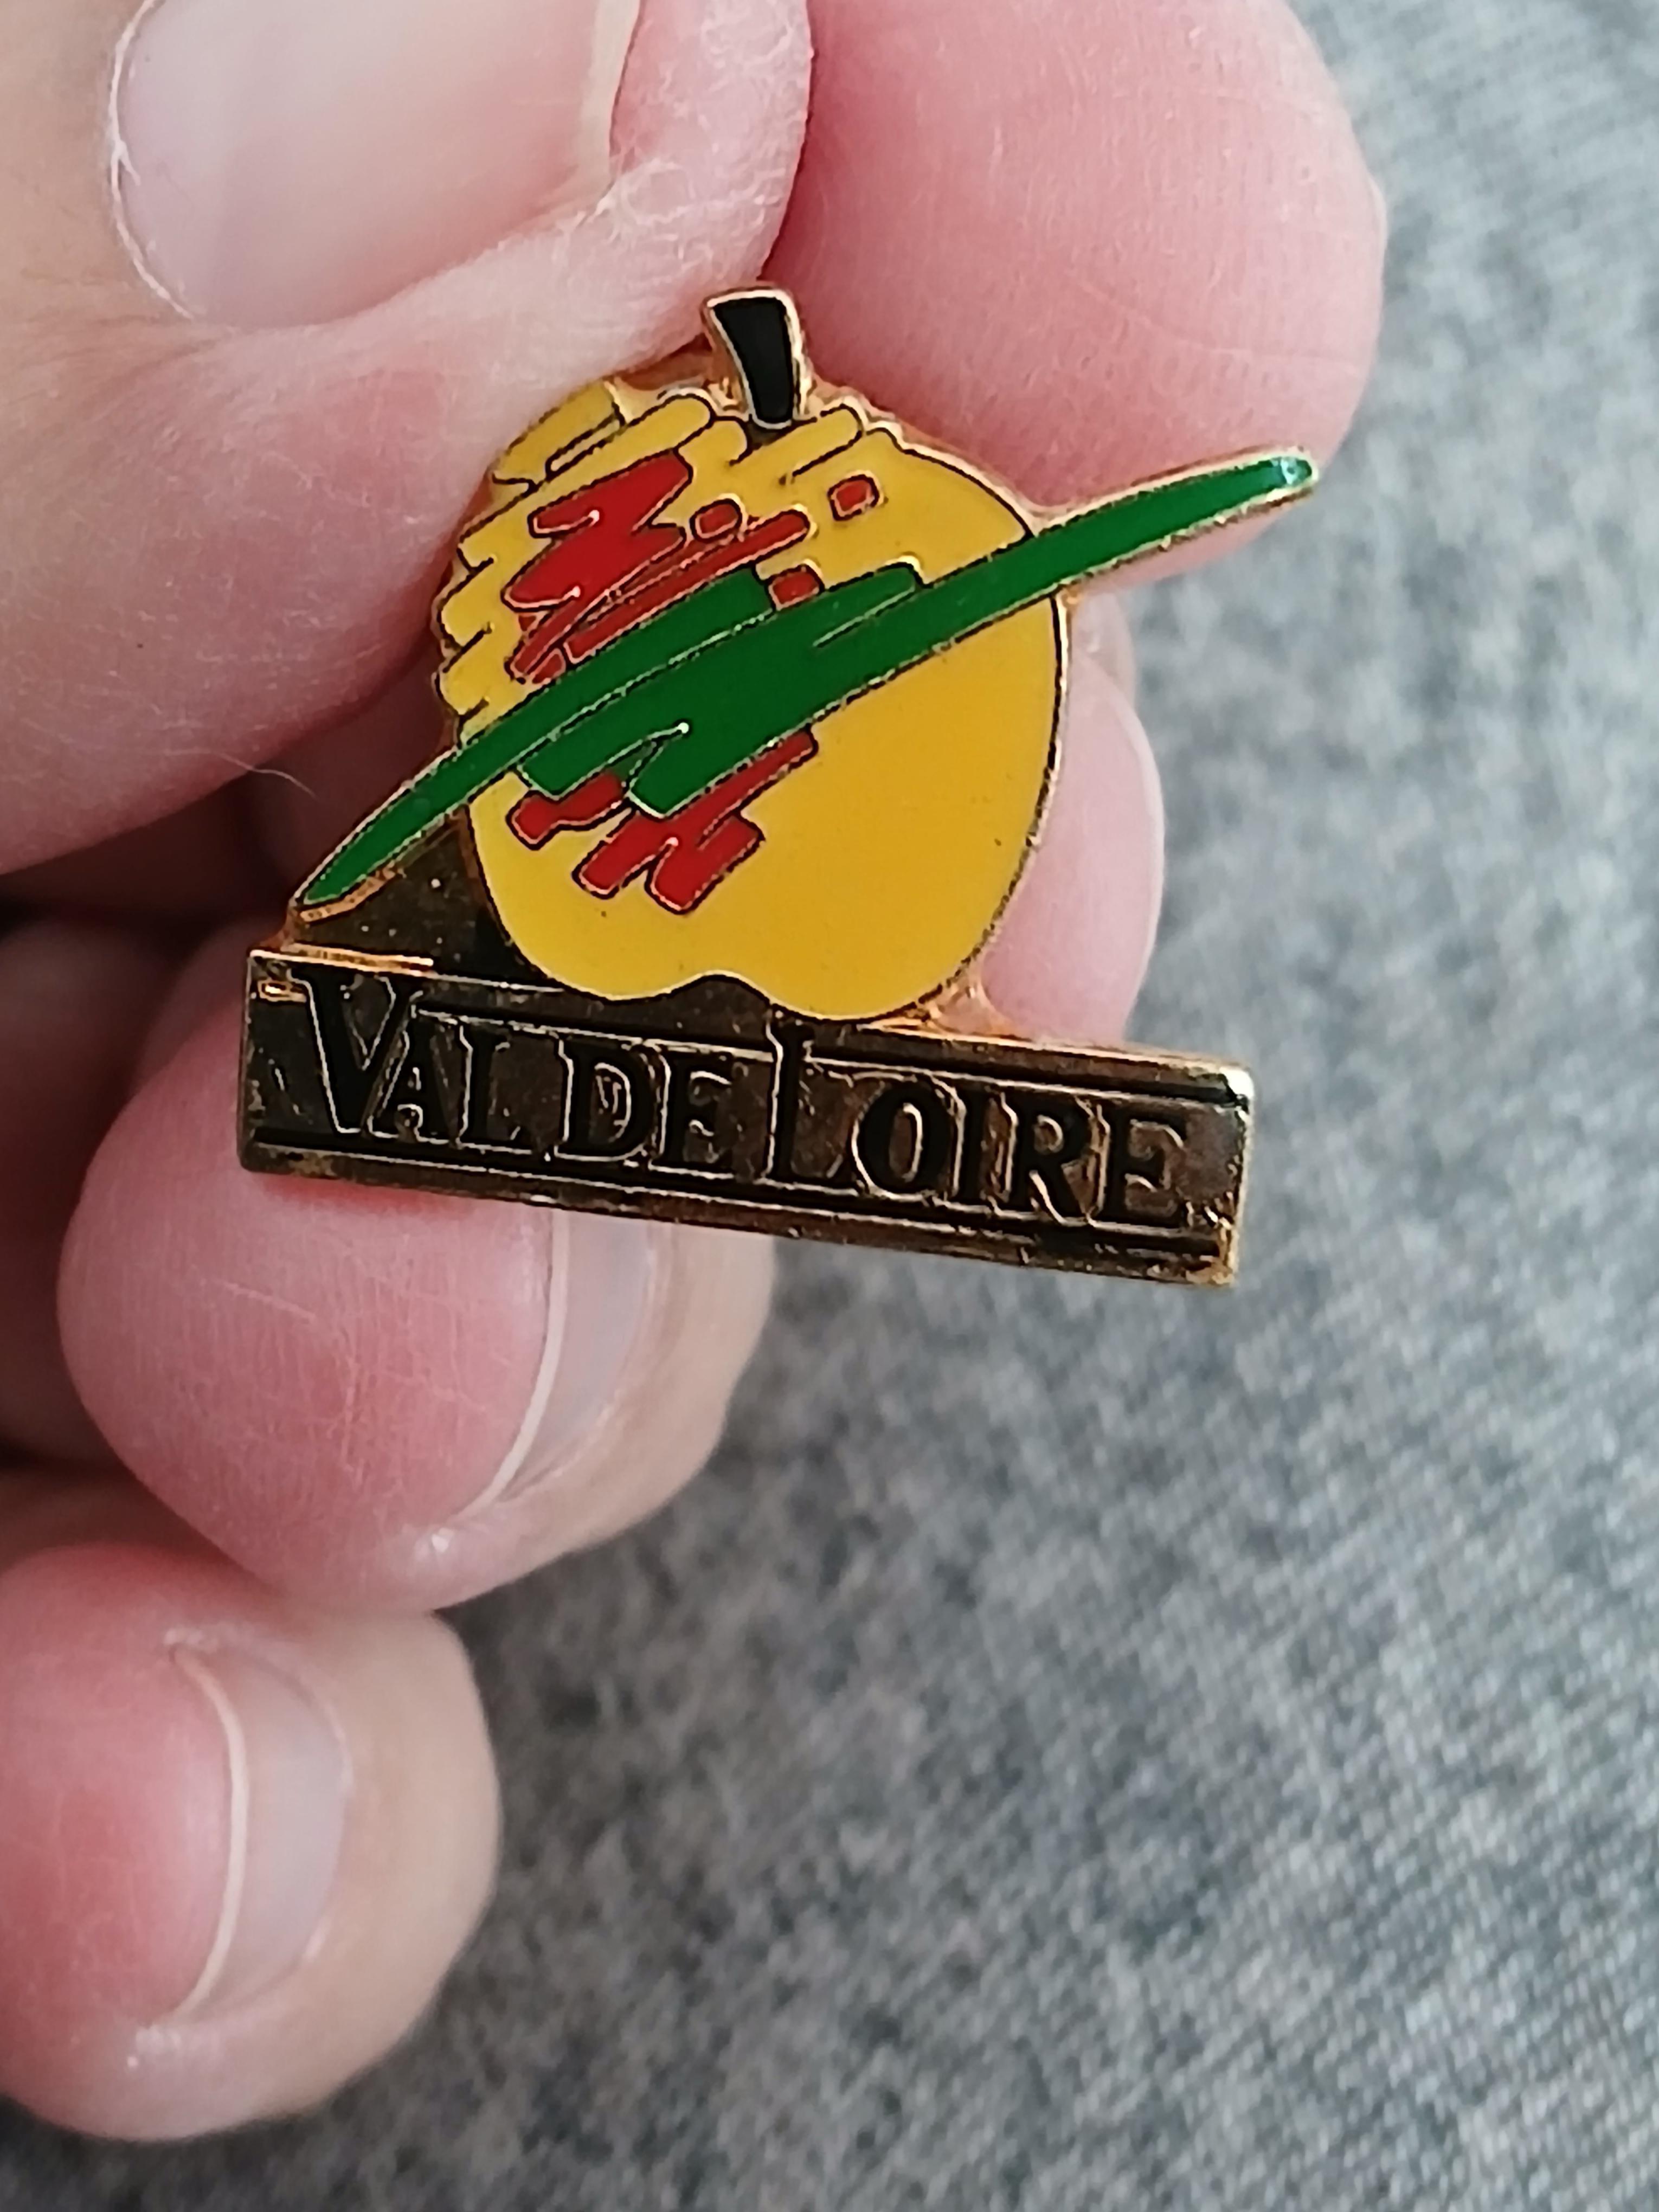 VAL DE LOIRE